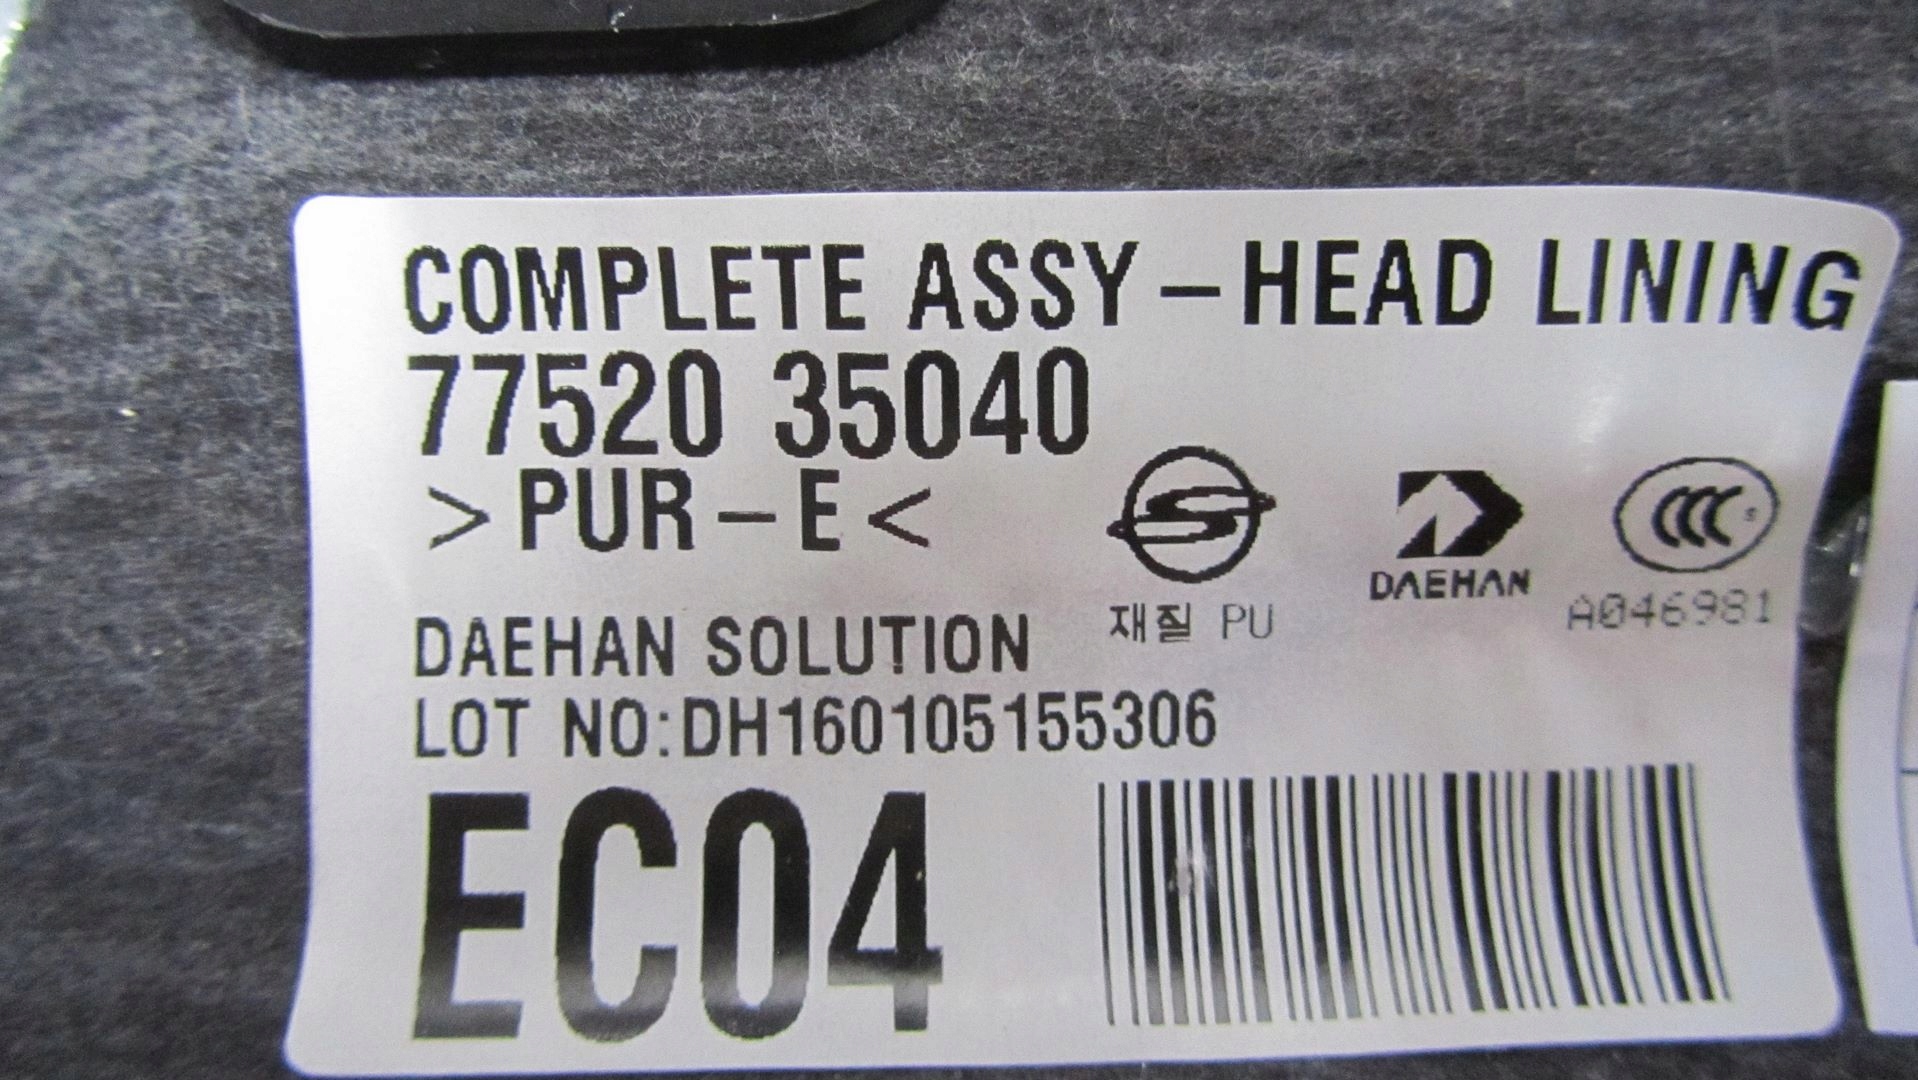 COMPLETE ASSY-HEAD LINING
77520 35040
>PUR-E<
DAEHAN
재질 PU
A046981
DAEHAN SOLUTION
LOT NO:DH160105155306
EC04